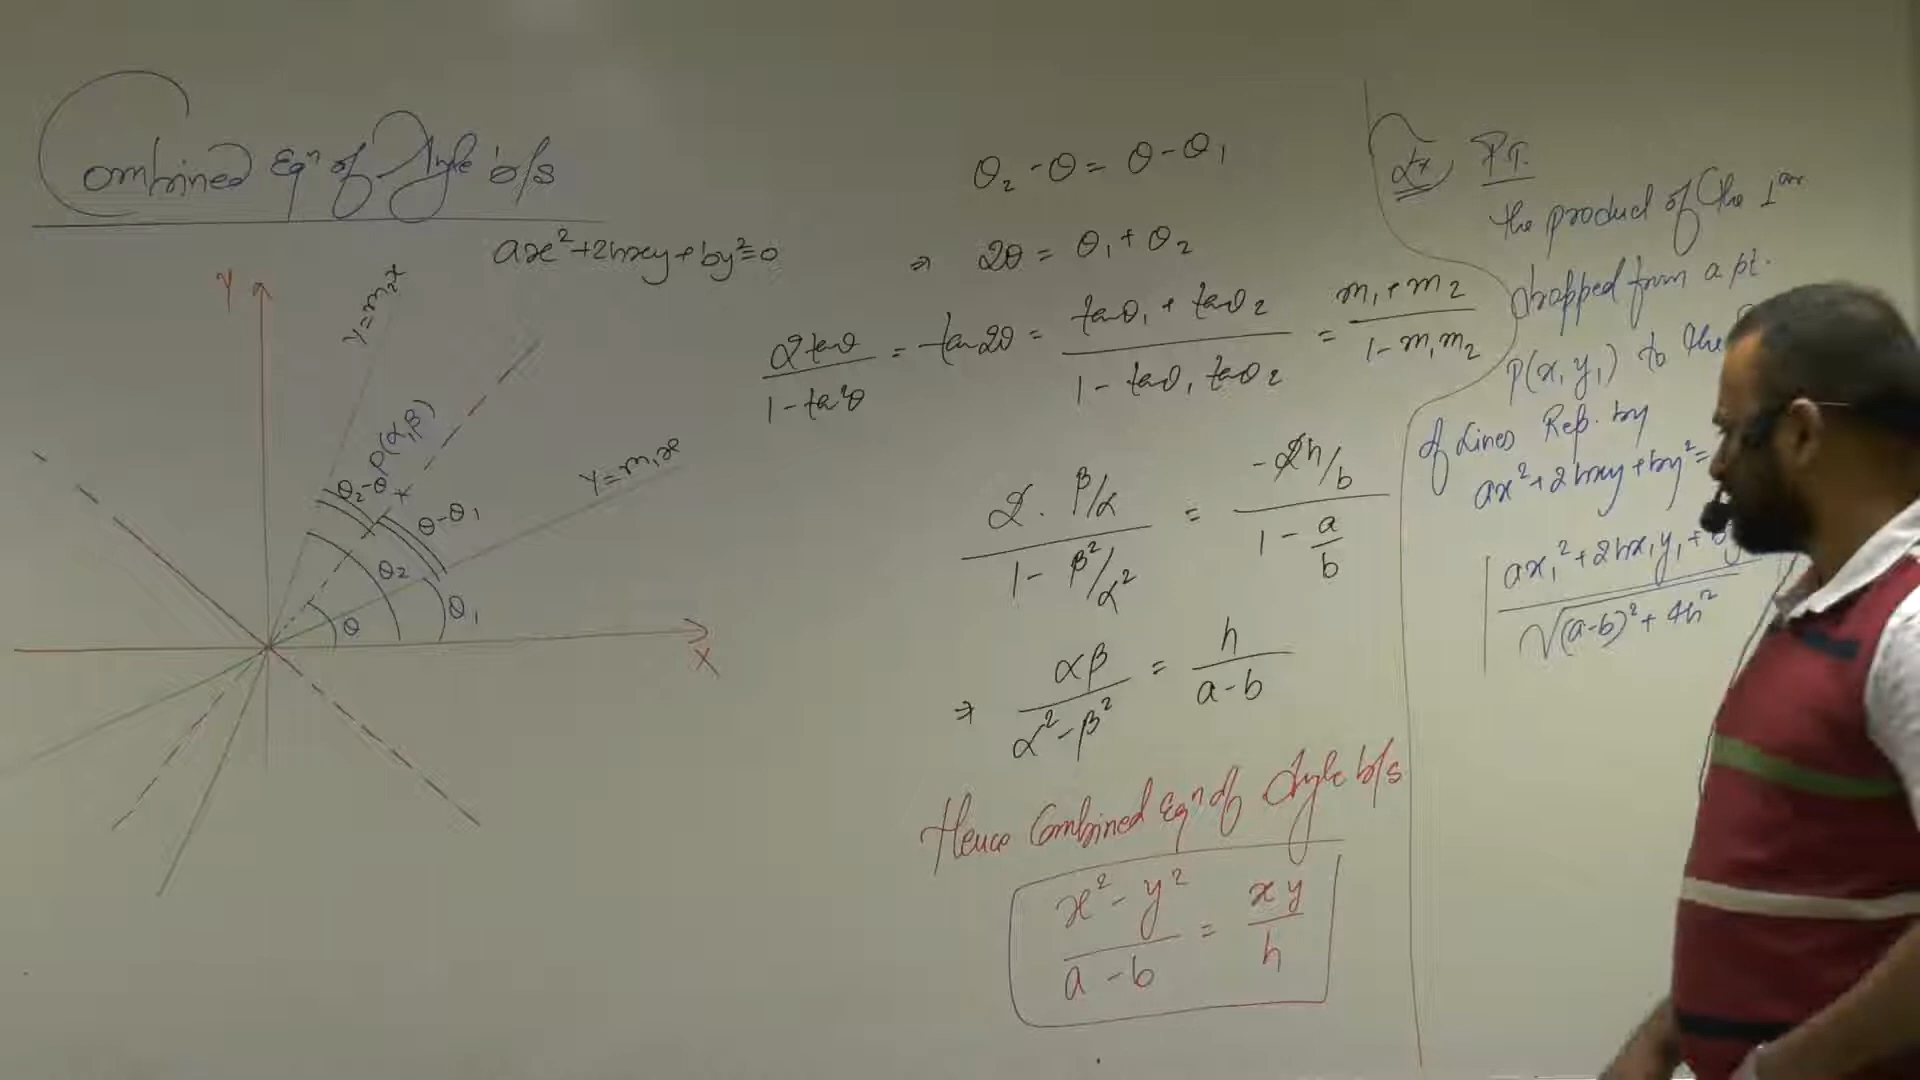 Combined Eqⁿ of Angle b/s
ax²+2hxy+by²=0
Y
y=m₂x
P(α,β)
y=m₁x
θ₂-θ
θ-θ₁
θ₂
θ
θ₁
X
θ₂-θ = θ-θ₁
⇒ 2θ = θ₁+θ₂
2tanθ/1-tan²θ = tan2θ = tanθ₁ + tanθ₂/1-tanθ₁tanθ₂ = m₁+m₂/1-m₁m₂
2.β/α/1-β²/α² = -2h/b/1-a/b
⇒ αβ/α²-β² = h/a-b
Hence Combined Eqⁿ of Angle b/s
x²-y²/a-b = xy/h
Ex P.T.
the product of the ⊥ar
dropped from a pt.
P(x₁y₁) to the
of Lines Rep. by
ax²+2hxy+by²=
ax₁²+2hx₁y₁+
√(a-b)²+4h²